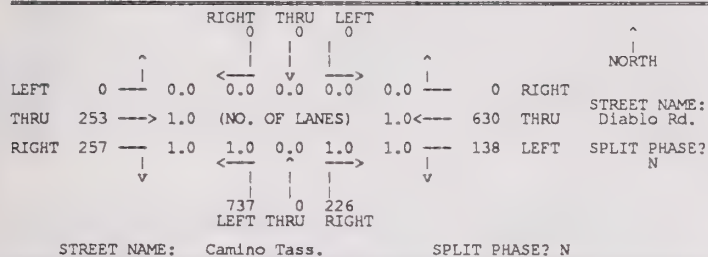 RIGHT THRU LEFT
0 0 0
^
| | |
^ ^ |
| <--- v ---> | NORTH
LEFT 0 --- 0.0 0.0 0.0 0.0 0.0 --- 0 RIGHT
STREET NAME:
THRU 253 ---> 1.0 (NO. OF LANES) 1.0<--- 630 THRU Diablo Rd.
RIGHT 257 --- 1.0 1.0 0.0 1.0 1.0 --- 138 LEFT SPLIT PHASE?
| <--- ^ ---> | N
v | | | v
737 0 226
LEFT THRU RIGHT
STREET NAME: Camino Tass. SPLIT PHASE? N